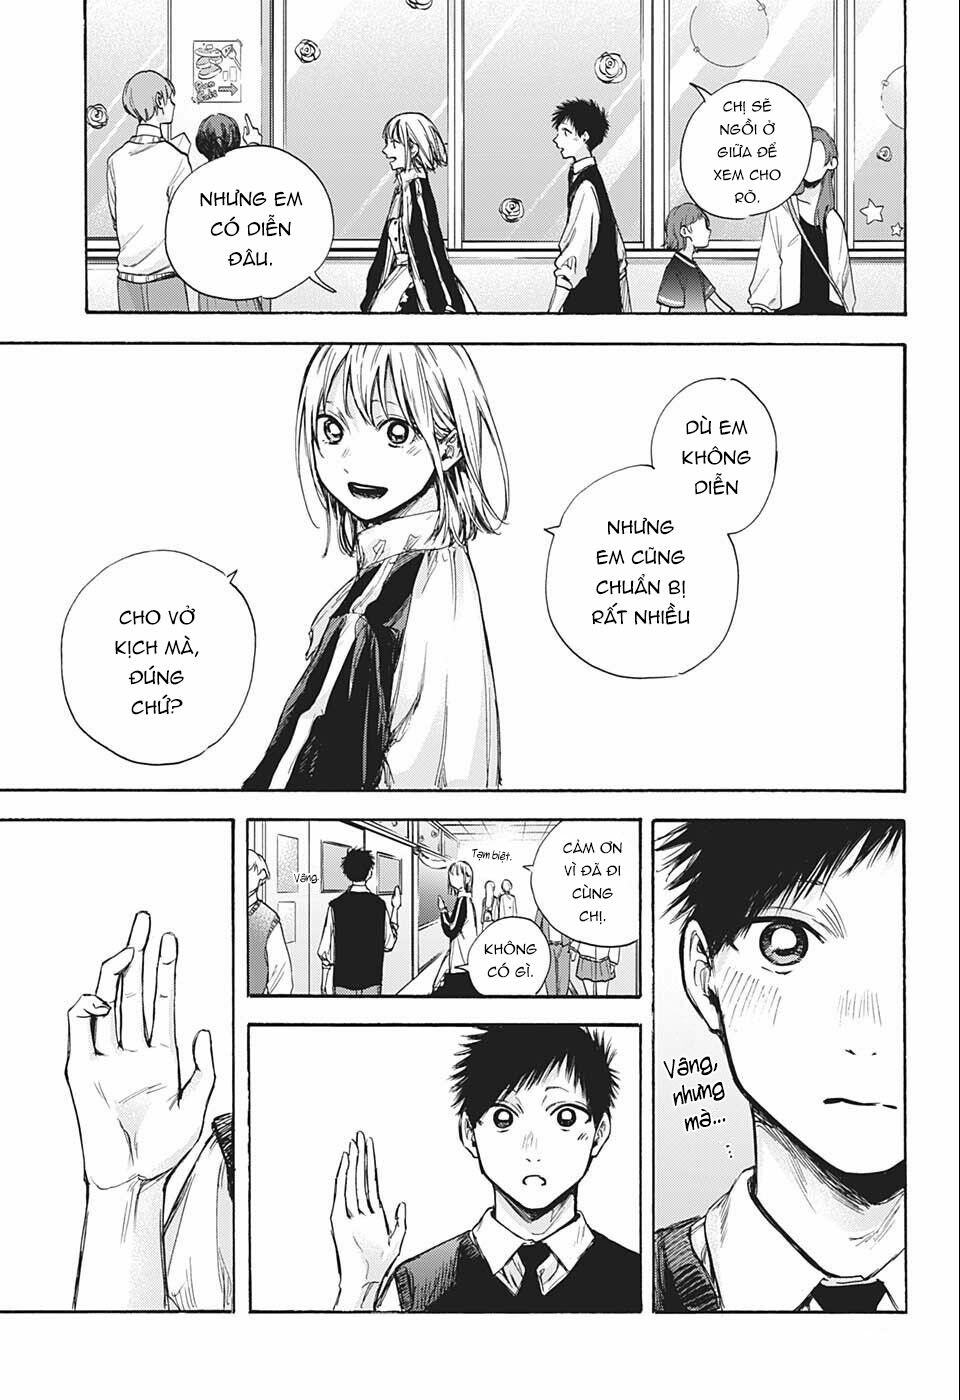 CHỊ SẼ
NGỒI Ở
GIỮA ĐỂ
XEM CHO
RÕ.
NHƯNG EM
CÓ DIỄN
ĐÂU.
DÙ EM
KHÔNG
DIỄN
NHƯNG
EM CŨNG
CHUẨN BỊ
RẤT NHIỀU
CHO VỞ
KỊCH MÀ,
ĐÚNG
CHỨ?
Vâng,
nhưng
mà...
...
CẢM ƠN
VÌ ĐÃ ĐI
CÙNG
CHỊ.
KHÔNG
CÓ GÌ.
Tạm biệt.
Vâng.